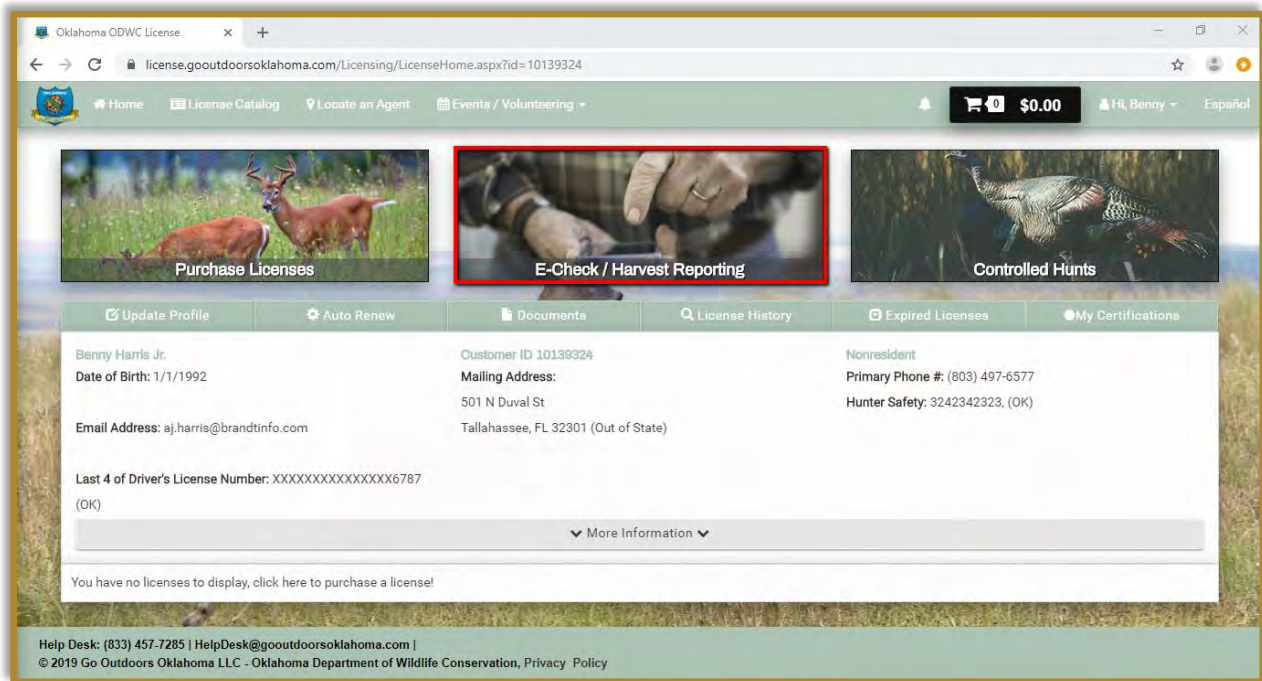 Oklahoma ODWC License
license.gooutdoorsoklahoma.com/Licensing/LicenseHome.aspx?id=10139324
Home License Catalog Locate an Agent Events / Volunteering 0 $0.00 Hi, Benny Español
Purchase Licenses E-Check / Harvest Reporting Controlled Hunts
Update Profile Auto Renew Documents License History Expired Licenses My Certifications
Benny Harris Jr. Customer ID 10139324 Nonresident
Date of Birth: 1/1/1992 Mailing Address: Primary Phone #: (803) 497-6577
501 N Duval St Hunter Safety: 3242342323, (OK)
Email Address: aj.harris@brandtinfo.com Tallahassee, FL 32301 (Out of State)
Last 4 of Driver's License Number: XXXXXXXXXXXXXXX6787
(OK)
More Information
You have no licenses to display, click here to purchase a license!
Help Desk: (833) 457-7285 | HelpDesk@gooutdoorsoklahoma.com |
© 2019 Go Outdoors Oklahoma LLC - Oklahoma Department of Wildlife Conservation, Privacy Policy